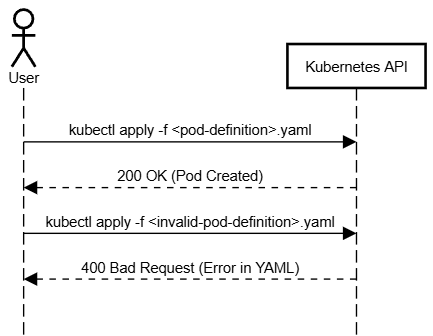 User
Kubernetes API
kubectl apply -f <pod-definition>.yaml
200 OK (Pod Created)
kubectl apply -f <invalid-pod-definition>.yaml
400 Bad Request (Error in YAML)